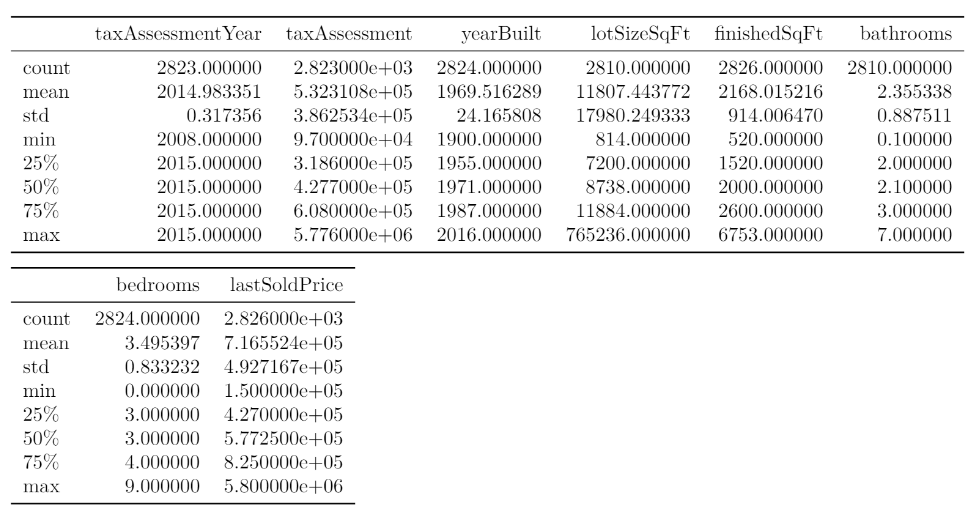 taxAssessmentYear taxAssessment yearBuilt lotSizeSqFt finishedSqFt bathrooms
count 2823.000000 2.823000e+03 2824.000000 2810.000000 2826.000000 2810.000000
mean 2014.983351 5.323108e+05 1969.516289 11807.443772 2168.015216 2.355338
std 0.317356 3.862534e+05 24.165808 17980.249333 914.006470 0.887511
min 2008.000000 9.700000e+04 1900.000000 814.000000 520.000000 0.100000
25% 2015.000000 3.186000e+05 1955.000000 7200.000000 1520.000000 2.000000
50% 2015.000000 4.277000e+05 1971.000000 8738.000000 2000.000000 2.100000
75% 2015.000000 6.080000e+05 1987.000000 11884.000000 2600.000000 3.000000
max 2015.000000 5.776000e+06 2016.000000 765236.000000 6753.000000 7.000000
bedrooms lastSoldPrice
count 2824.000000 2.826000e+03
mean 3.495397 7.165524e+05
std 0.833232 4.927167e+05
min 0.000000 1.500000e+05
25% 3.000000 4.270000e+05
50% 3.000000 5.772500e+05
75% 4.000000 8.250000e+05
max 9.000000 5.800000e+06